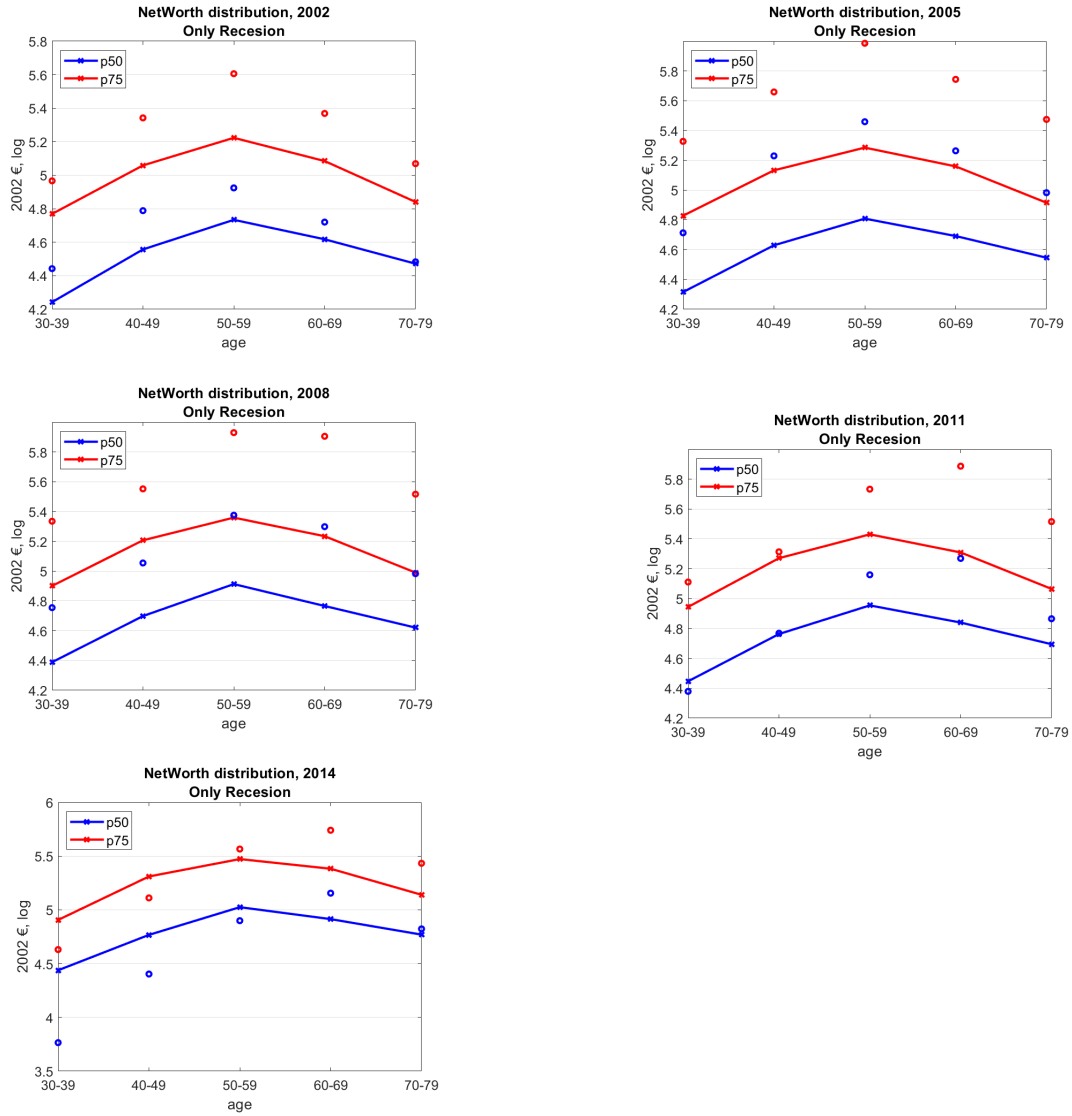 NetWorth distribution, 2002
Only Recesion
p50
p75
2002 €, log
5.8
5.6
5.4
5.2
5
4.8
4.6
4.4
4.2
30-39 40-49 50-59 60-69 70-79
age
NetWorth distribution, 2005
Only Recesion
p50
p75
2002 €, log
5.8
5.6
5.4
5.2
5
4.8
4.6
4.4
4.2
30-39 40-49 50-59 60-69 70-79
age
NetWorth distribution, 2008
Only Recesion
p50
p75
2002 €, log
5.8
5.6
5.4
5.2
5
4.8
4.6
4.4
4.2
30-39 40-49 50-59 60-69 70-79
age
NetWorth distribution, 2011
Only Recesion
p50
p75
2002 €, log
5.8
5.6
5.4
5.2
5
4.8
4.6
4.4
4.2
30-39 40-49 50-59 60-69 70-79
age
NetWorth distribution, 2014
Only Recesion
p50
p75
2002 €, log
6
5.5
5
4.5
4
3.5
30-39 40-49 50-59 60-69 70-79
age